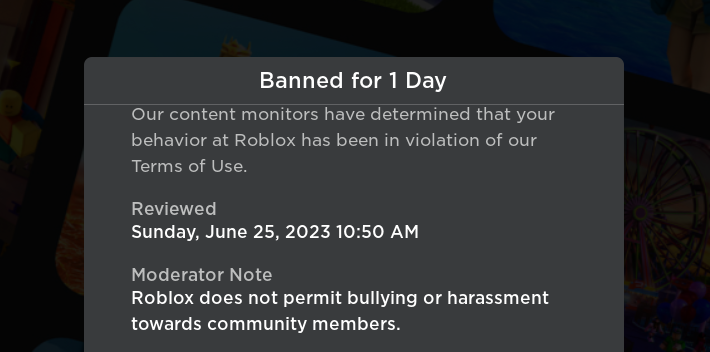 Banned for 1 Day
Our content monitors have determined that your
behavior at Roblox has been in violation of our
Terms of Use.
Reviewed
Sunday, June 25, 2023 10:50 AM
Moderator Note
Roblox does not permit bullying or harassment
towards community members.